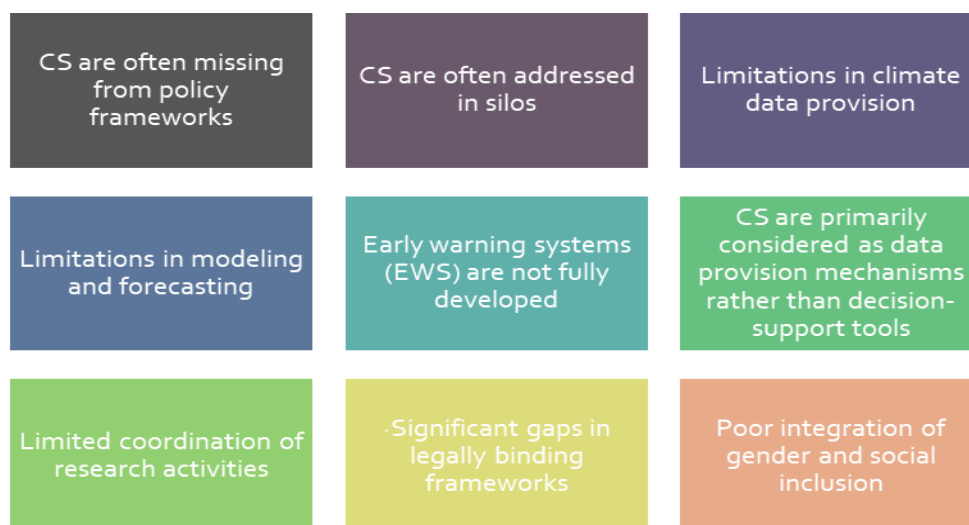 CS are often missing
from policy
frameworks
CS are often addressed
in silos
Limitations in climate
data provision
Limitations in modeling
and forecasting
Early warning systems
(EWS) are not fully
developed
CS are primarily
considered as data
provision mechanisms
rather than decision-
support tools
Limited coordination of
research activities
·Significant gaps in
legally binding
frameworks
Poor integration of
gender and social
inclusion